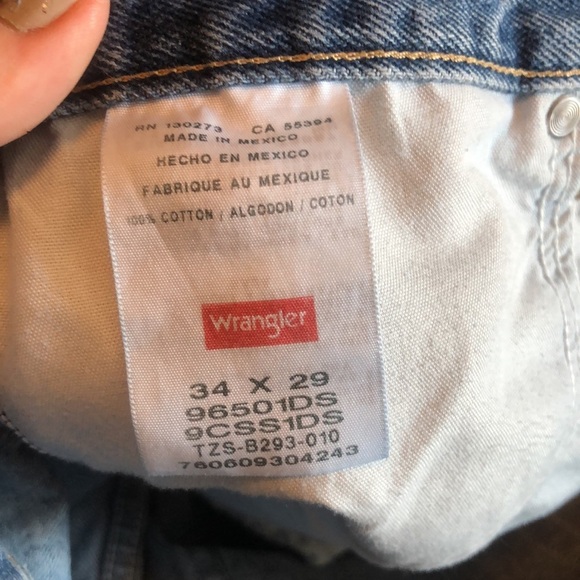 RN 130273 CA 55394
MADE IN MEXICO
HECHO EN MEXICO
FABRIQUE AU MEXIQUE
100% COTTON / ALGODON / COTON
Wrangler
34 X 29
96501DS
9CSS1DS
TZS-B293-010
760609304243